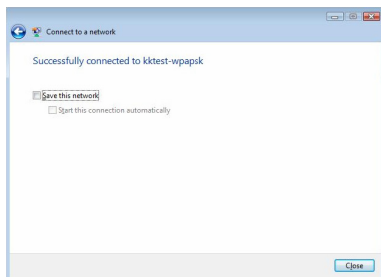 Connect to a network
Successfully connected to kktest-wpapsk
Save this network
Start this connection automatically
Close